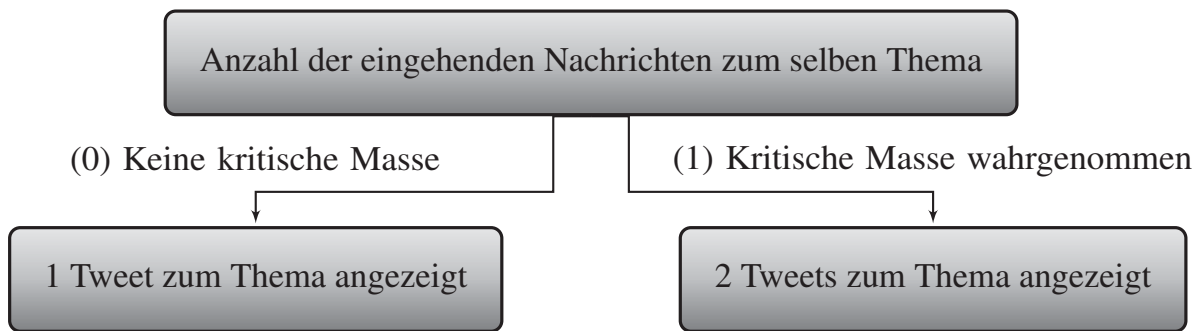 Anzahl der eingehenden Nachrichten zum selben Thema
(0) Keine kritische Masse
(1) Kritische Masse wahrgenommen
1 Tweet zum Thema angezeigt
2 Tweets zum Thema angezeigt